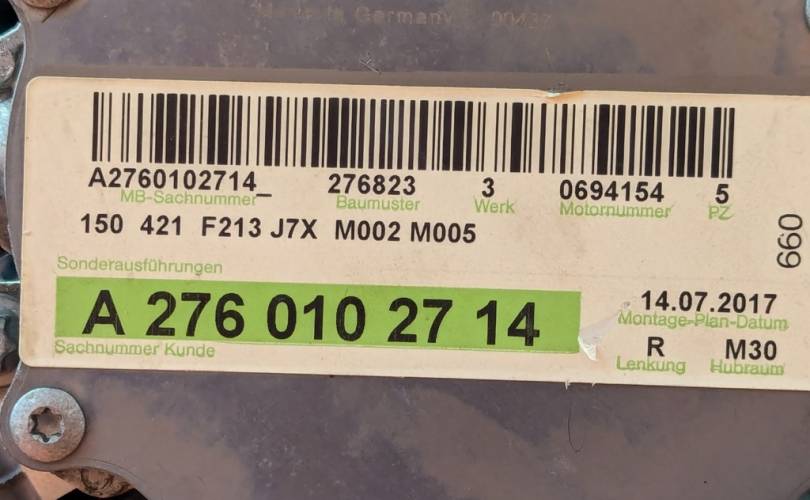 Made in Germany
A2760102714_ 276823 3 0694154 5
MB-Sachnummer Baumuster Werk Motornummer PZ
150 421 F213 J7X M002 M005
Sonderausführungen
A 276 010 27 14
Sachnummer Kunde
14.07.2017
Montage-Plan-Datum
R M30
Lenkung Hubraum
099